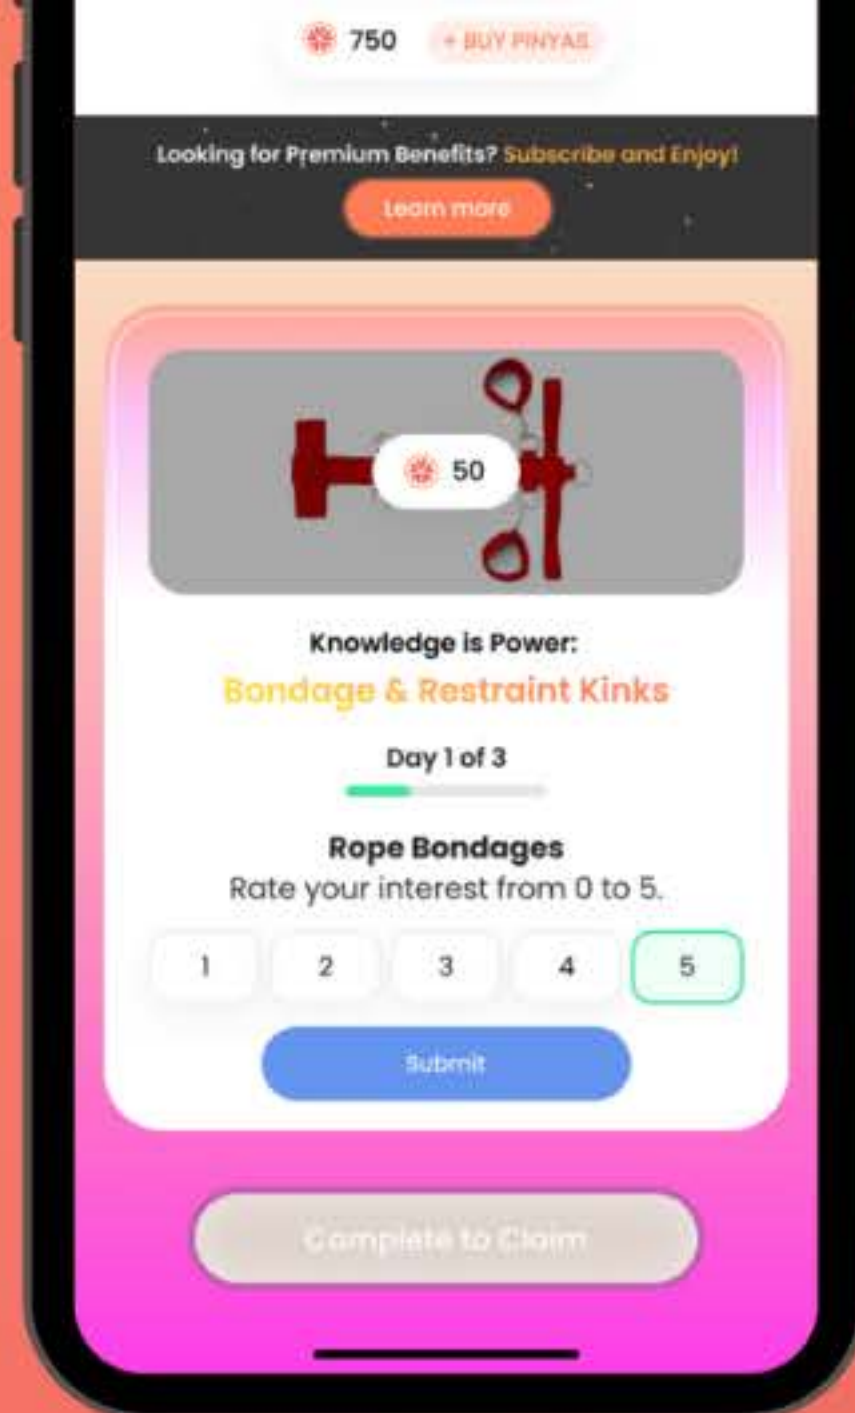 750 + BUY PINYAS
Looking for Premium Benefits? Subscribe and Enjoy!
Learn more
50
Knowledge is Power:
Bondage & Restraint Kinks
Day 1 of 3
Rope Bondages
Rate your interest from 0 to 5.
1 2 3 4 5
Submit
Complete to Claim